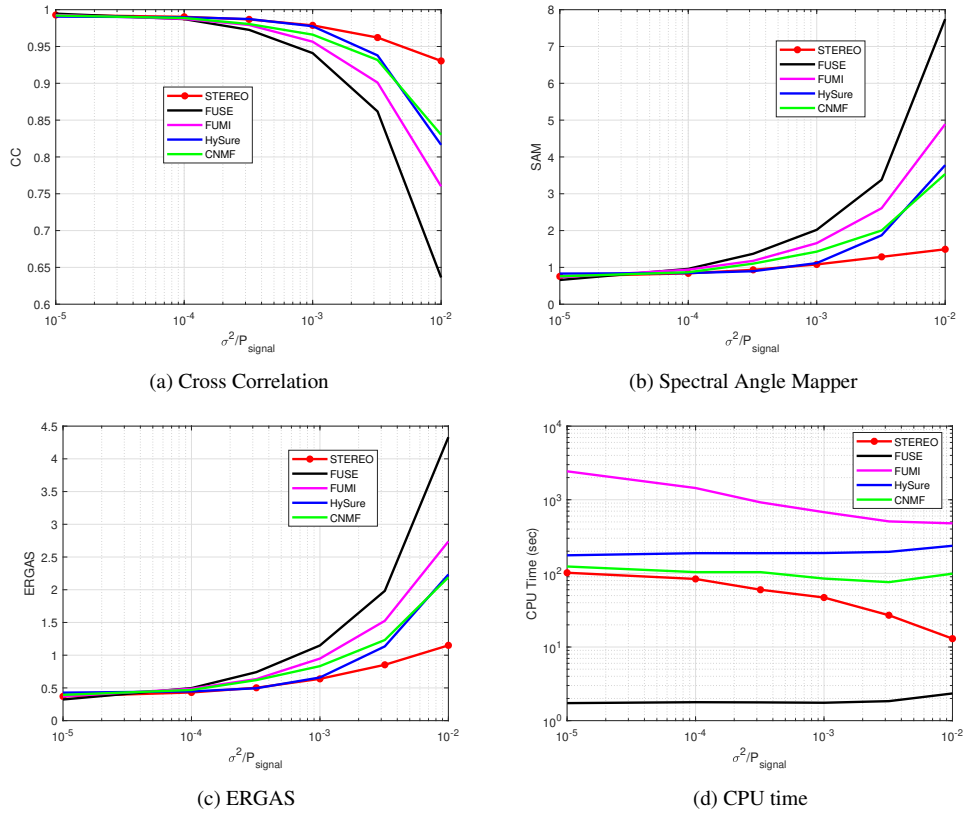 1
0.95
0.9
0.85
0.8
0.75
0.7
0.65
0.6
CC
STEREO
FUSE
FUMI
HySure
CNMF
10^-5
10^-4
10^-3
10^-2
σ^2/P_signal
(a) Cross Correlation
8
7
6
5
4
3
2
1
0
SAM
STEREO
FUSE
FUMI
HySure
CNMF
10^-5
10^-4
10^-3
10^-2
σ^2/P_signal
(b) Spectral Angle Mapper
4.5
4
3.5
3
2.5
2
1.5
1
0.5
0
ERGAS
STEREO
FUSE
FUMI
HySure
CNMF
10^-5
10^-4
10^-3
10^-2
σ^2/P_signal
(c) ERGAS
10^4
10^3
10^2
10^1
10^0
CPU Time (sec)
STEREO
FUSE
FUMI
HySure
CNMF
10^-5
10^-4
10^-3
10^-2
σ^2/P_signal
(d) CPU time